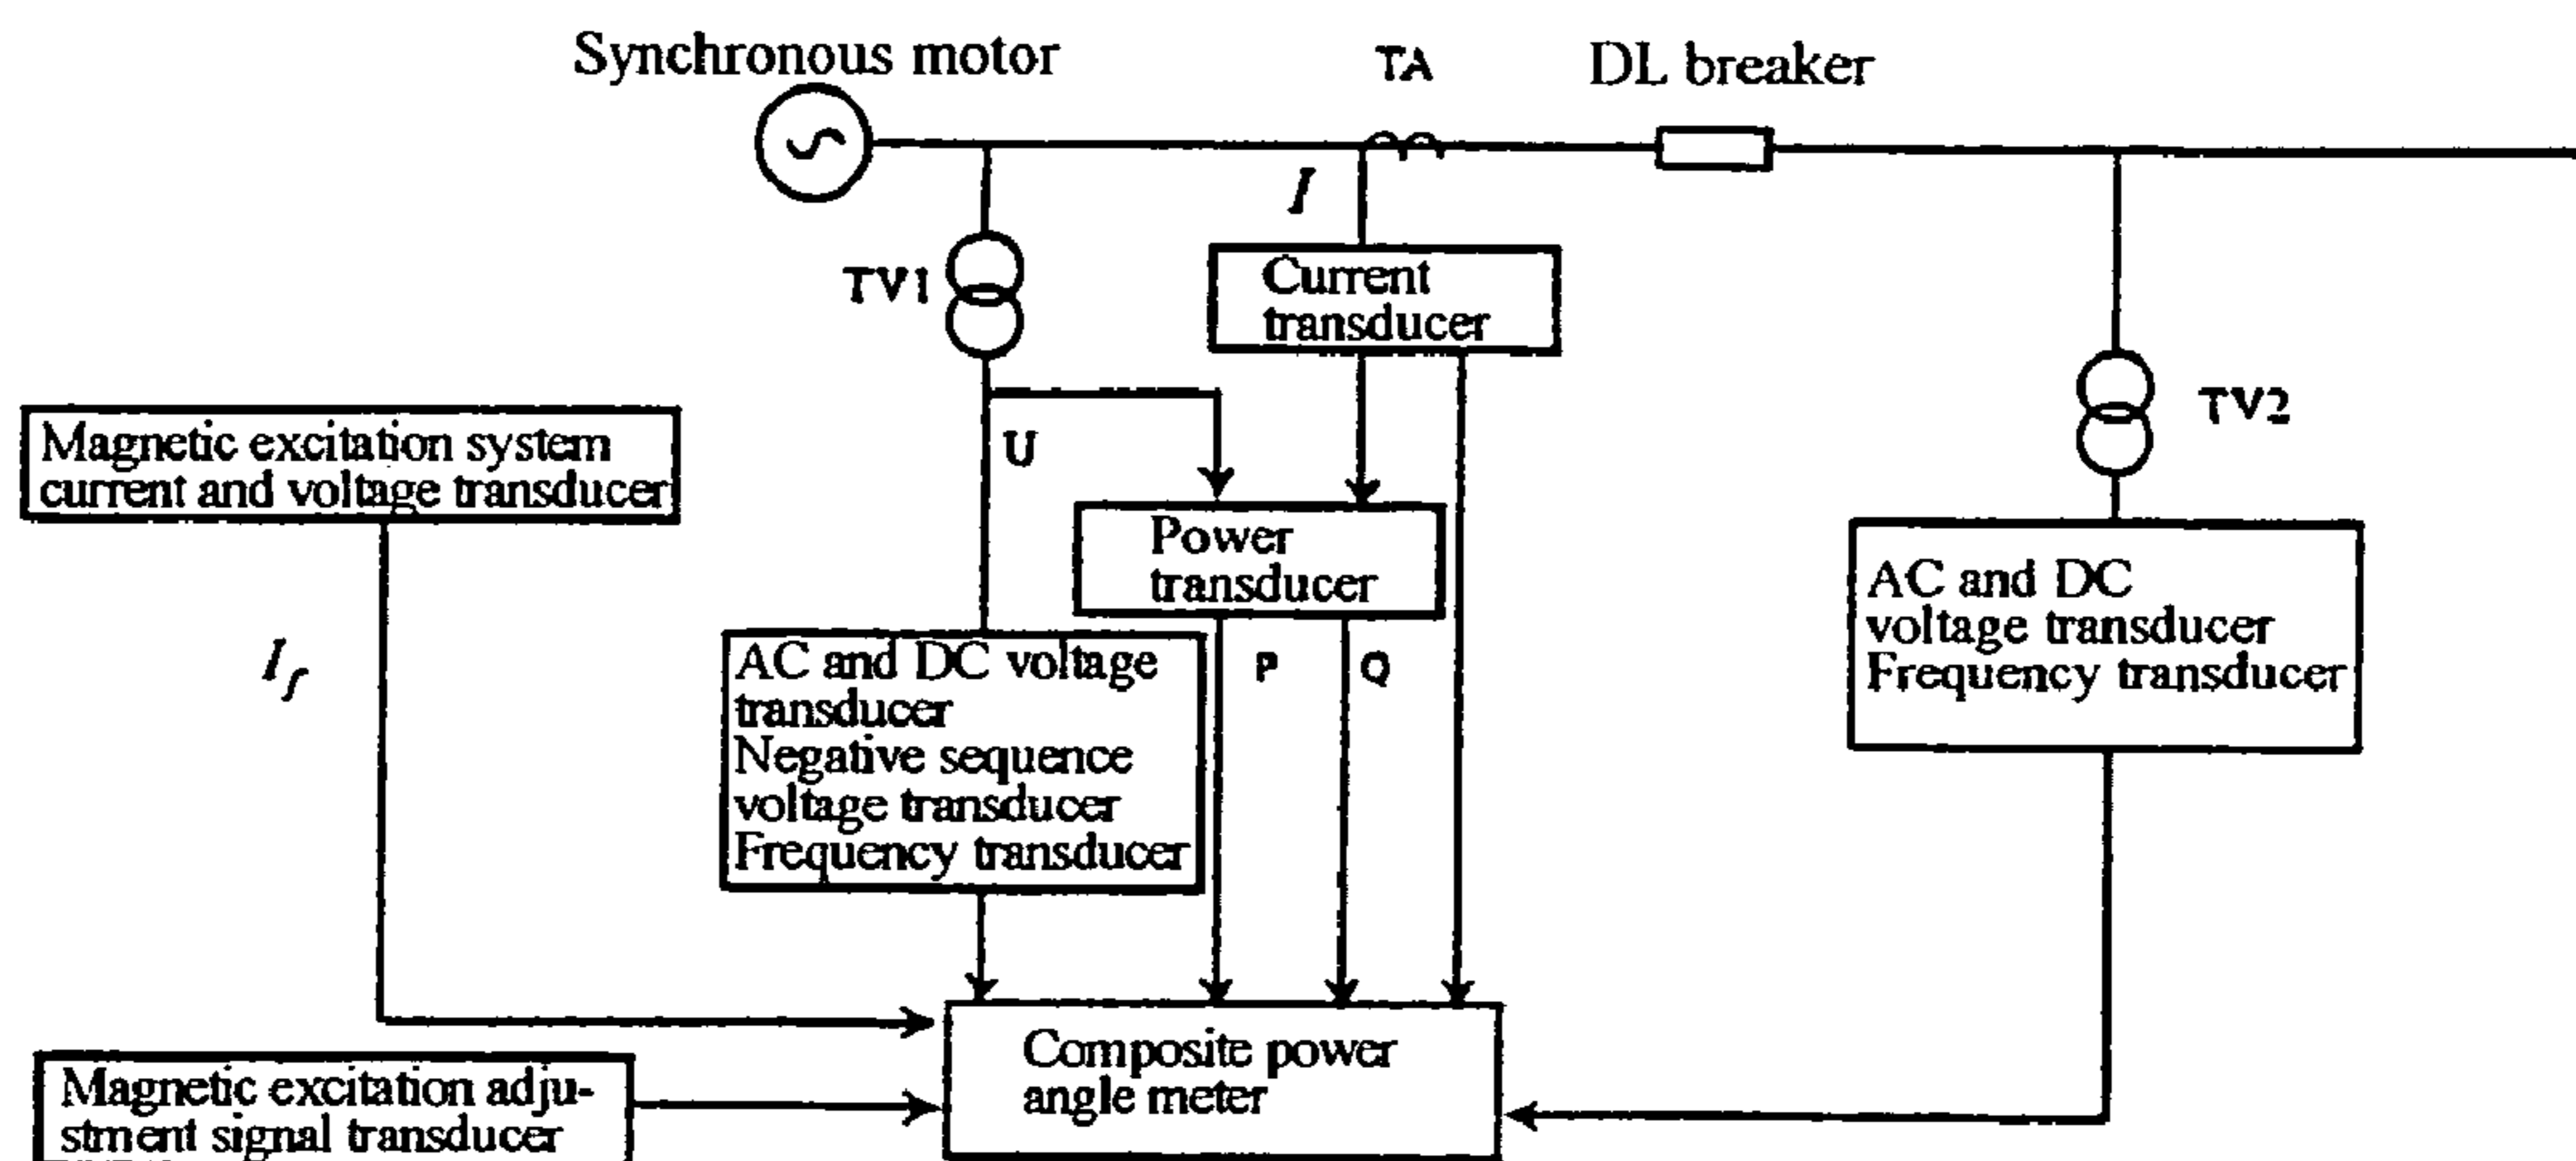 Synchronous motor
TA
DL breaker
I
TV1
Current
transducer
TV2
Magnetic excitation system
current and voltage transducer
U
Power
transducer
AC and DC
voltage transducer
Frequency transducer
I_f
AC and DC voltage
transducer
Negative sequence
voltage transducer
Frequency transducer
P
Q
Composite power
angle meter
Magnetic excitation adju-
stment signal transducer